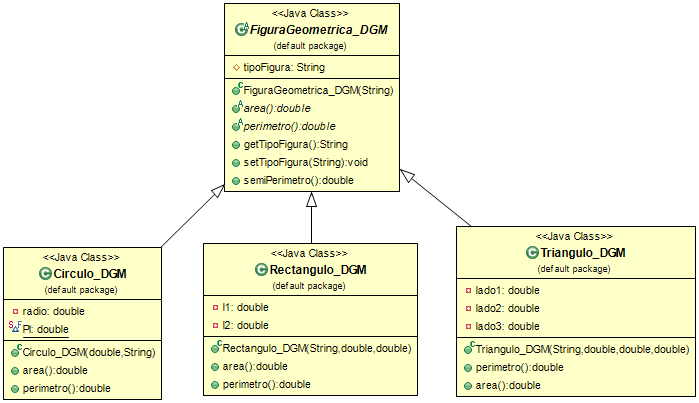 <<Java Class>>
FiguraGeometrica_DGM
(default package)
tipoFigura: String
FiguraGeometrica_DGM(String)
area():double
perimetro():double
getTipoFigura():String
setTipoFigura(String):void
semiPerimetro():double
<<Java Class>>
Circulo_DGM
(default package)
radio: double
PI: double
Circulo_DGM(double,String)
area():double
perimetro():double
<<Java Class>>
Rectangulo_DGM
(default package)
l1: double
l2: double
Rectangulo_DGM(String,double,double)
area():double
perimetro():double
<<Java Class>>
Triangulo_DGM
(default package)
lado1: double
lado2: double
lado3: double
Triangulo_DGM(String,double,double,double)
perimetro():double
area():double